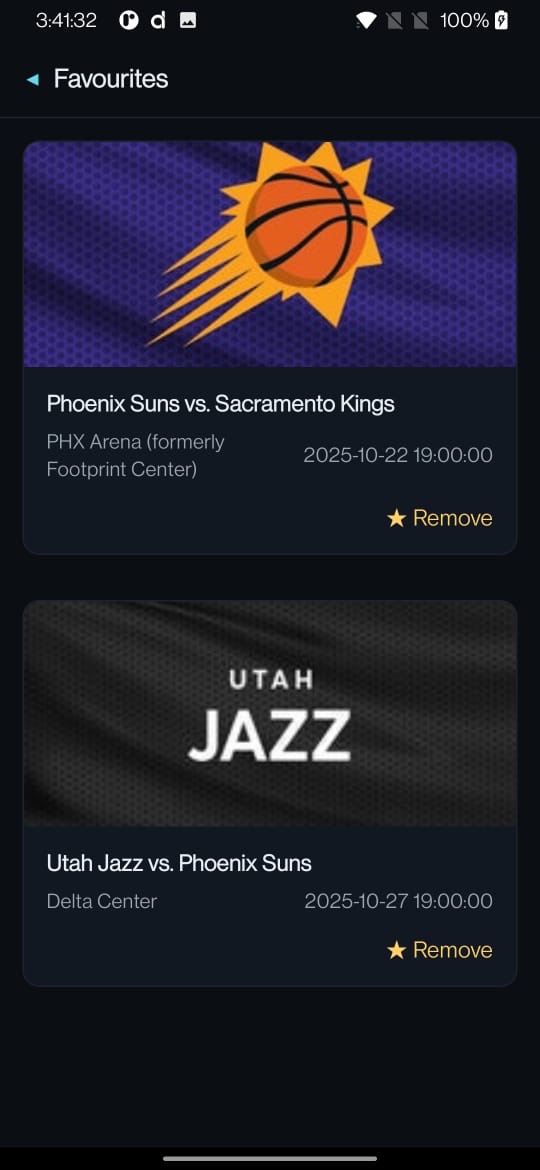 3:41:32
100%
Favourites
Phoenix Suns vs. Sacramento Kings
PHX Arena (formerly
Footprint Center)
2025-10-22 19:00:00
★ Remove
UTAH
JAZZ
Utah Jazz vs. Phoenix Suns
Delta Center
2025-10-27 19:00:00
★ Remove